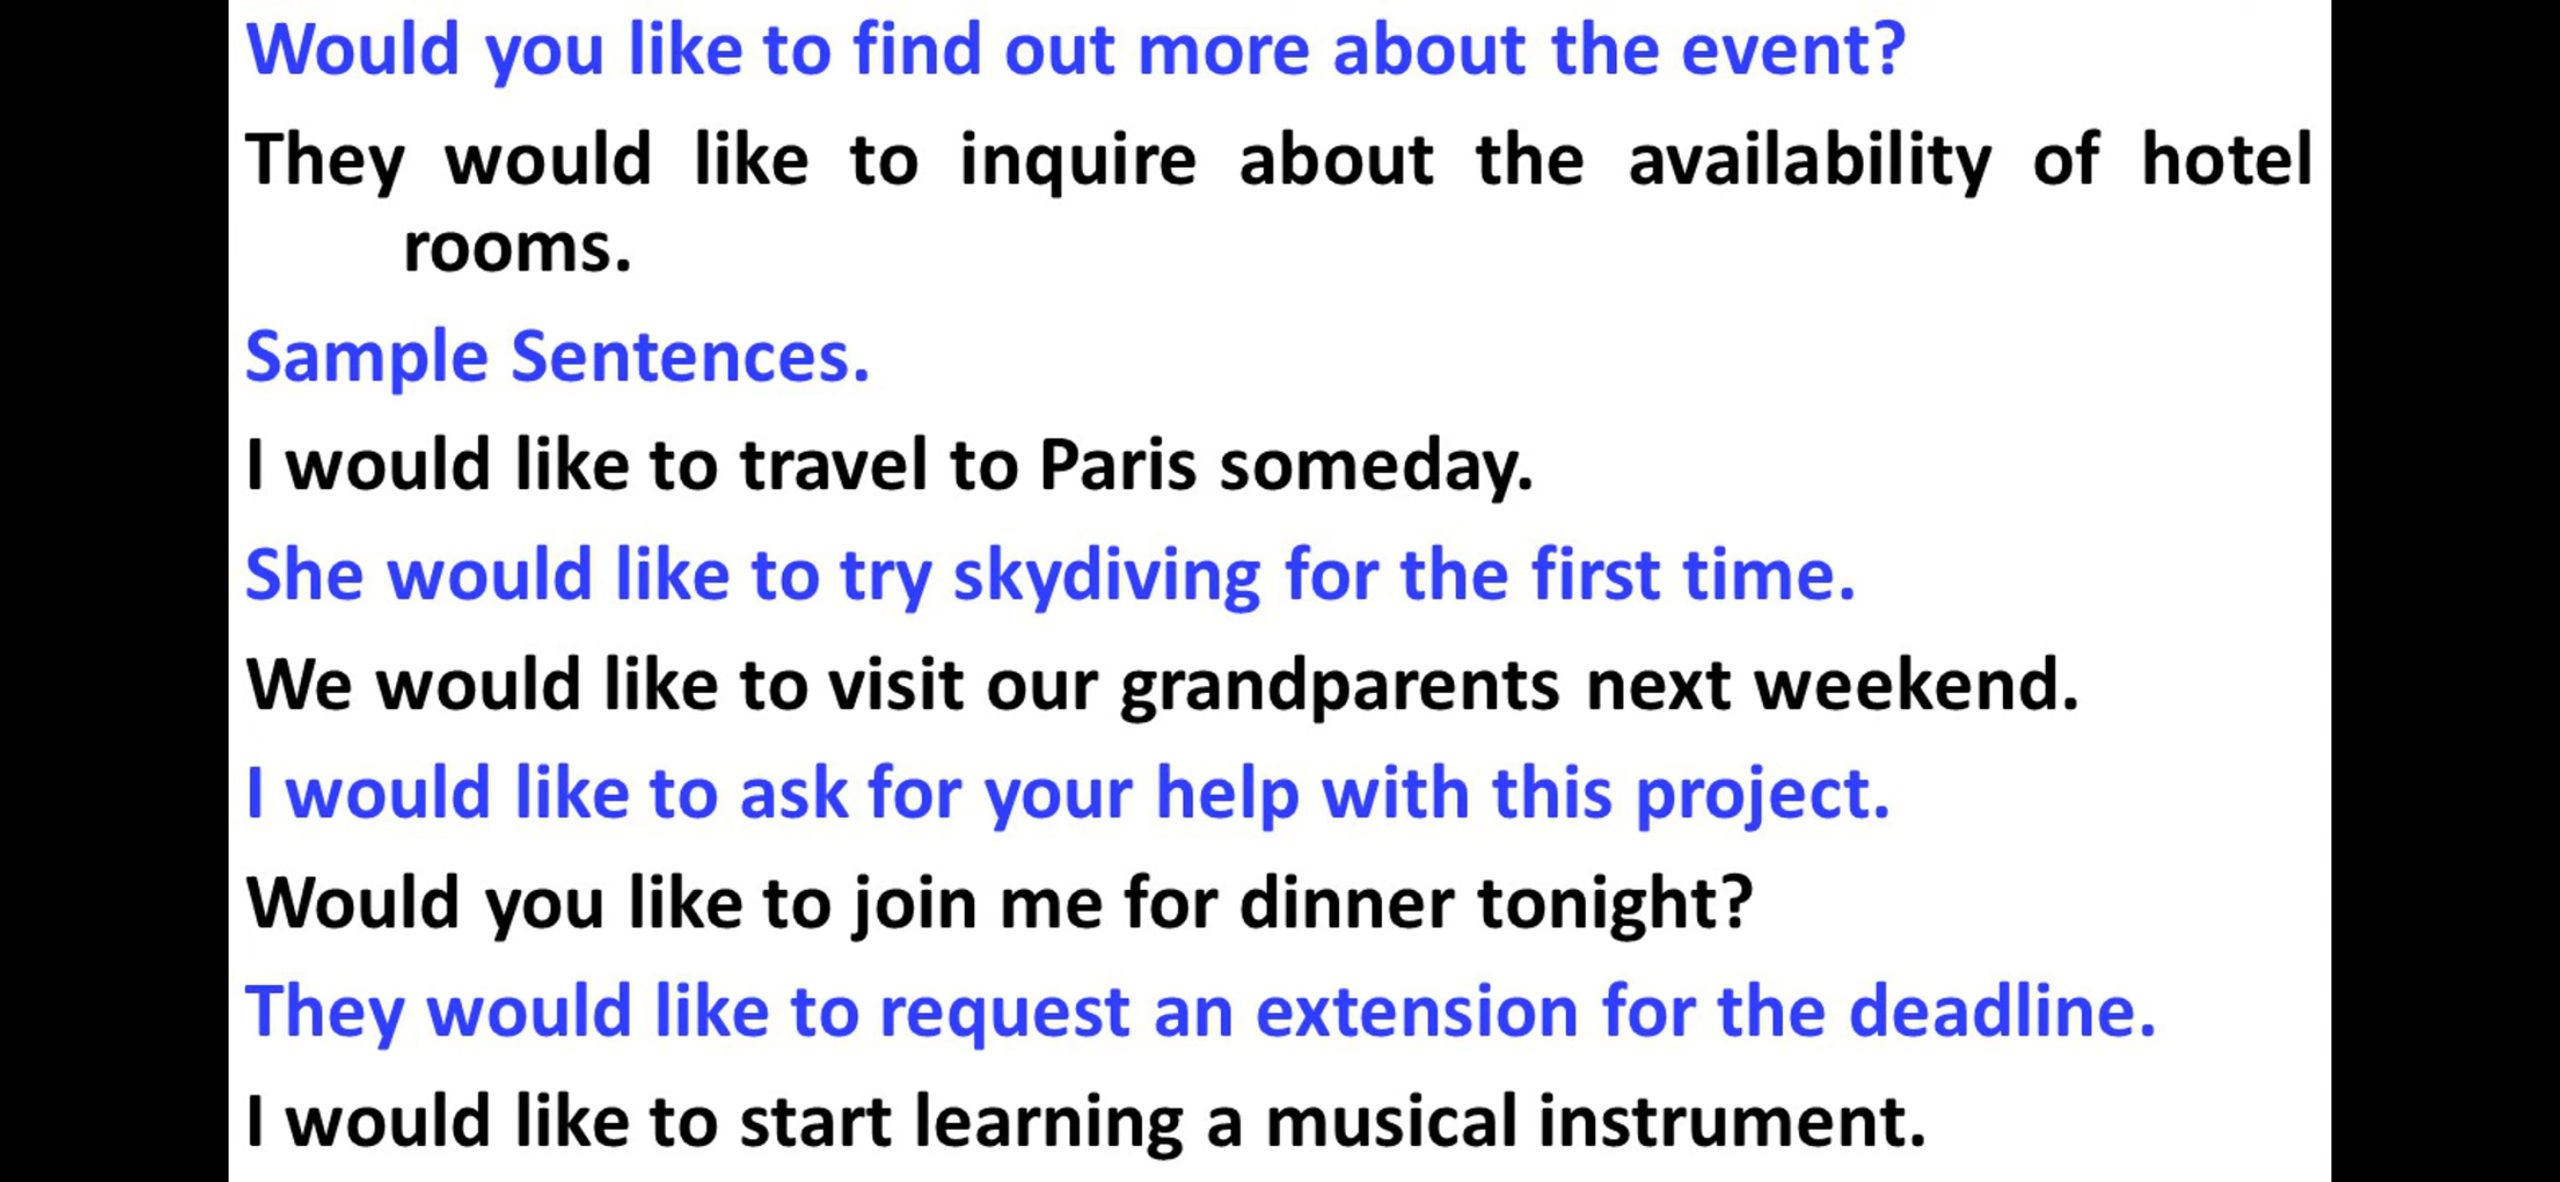 Would you like to find out more about the event?
They would like to inquire about the availability of hotel
rooms.
Sample Sentences.
I would like to travel to Paris someday.
She would like to try skydiving for the first time.
We would like to visit our grandparents next weekend.
I would like to ask for your help with this project.
Would you like to join me for dinner tonight?
They would like to request an extension for the deadline.
I would like to start learning a musical instrument.